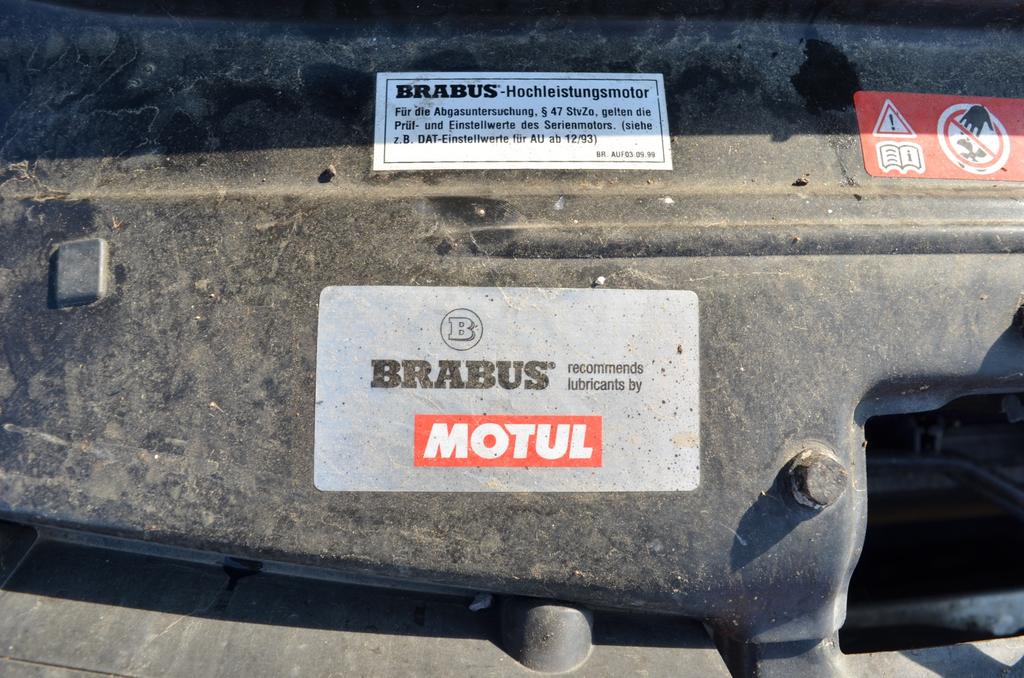 BRABUS®-Hochleistungsmotor
Für die Abgasuntersuchung, § 47 StvZo, gelten die
Prüf- und Einstellwerte des Serienmotors. (siehe
z.B. DAT-Einstellwerte für AU ab 12/93)
BR. AUF03.09.99
B
BRABUS®
recommends
lubricants by
MOTUL